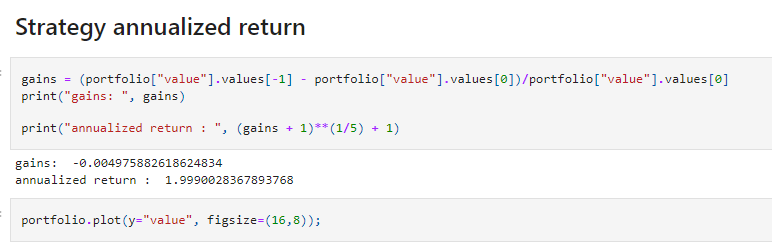 Strategy annualized return
gains = (portfolio["value"].values[-1] - portfolio["value"].values[0])/portfolio["value"].values[0]
print("gains: ", gains)
print("annualized return : ", (gains + 1)**(1/5) + 1)
gains:  -0.004975882618624834
annualized return :  1.9990028367893768
portfolio.plot(y="value", figsize=(16,8));